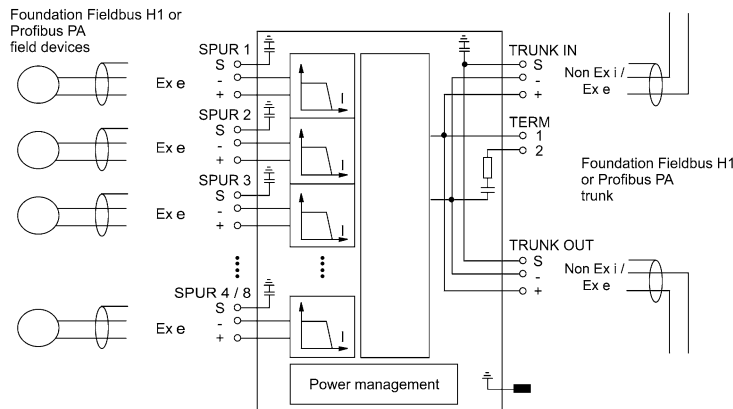 Foundation Fieldbus H1 or
Profibus PA
field devices
SPUR 1
S
-
+
Ex e
I
SPUR 2
S
-
+
Ex e
I
SPUR 3
S
-
+
Ex e
I
SPUR 4 / 8
S
-
+
Ex e
I
Power management
TRUNK IN
S
-
+
Non Ex i /
Ex e
TERM
1
2
Foundation Fieldbus H1
or Profibus PA
trunk
TRUNK OUT
S
-
+
Non Ex i /
Ex e